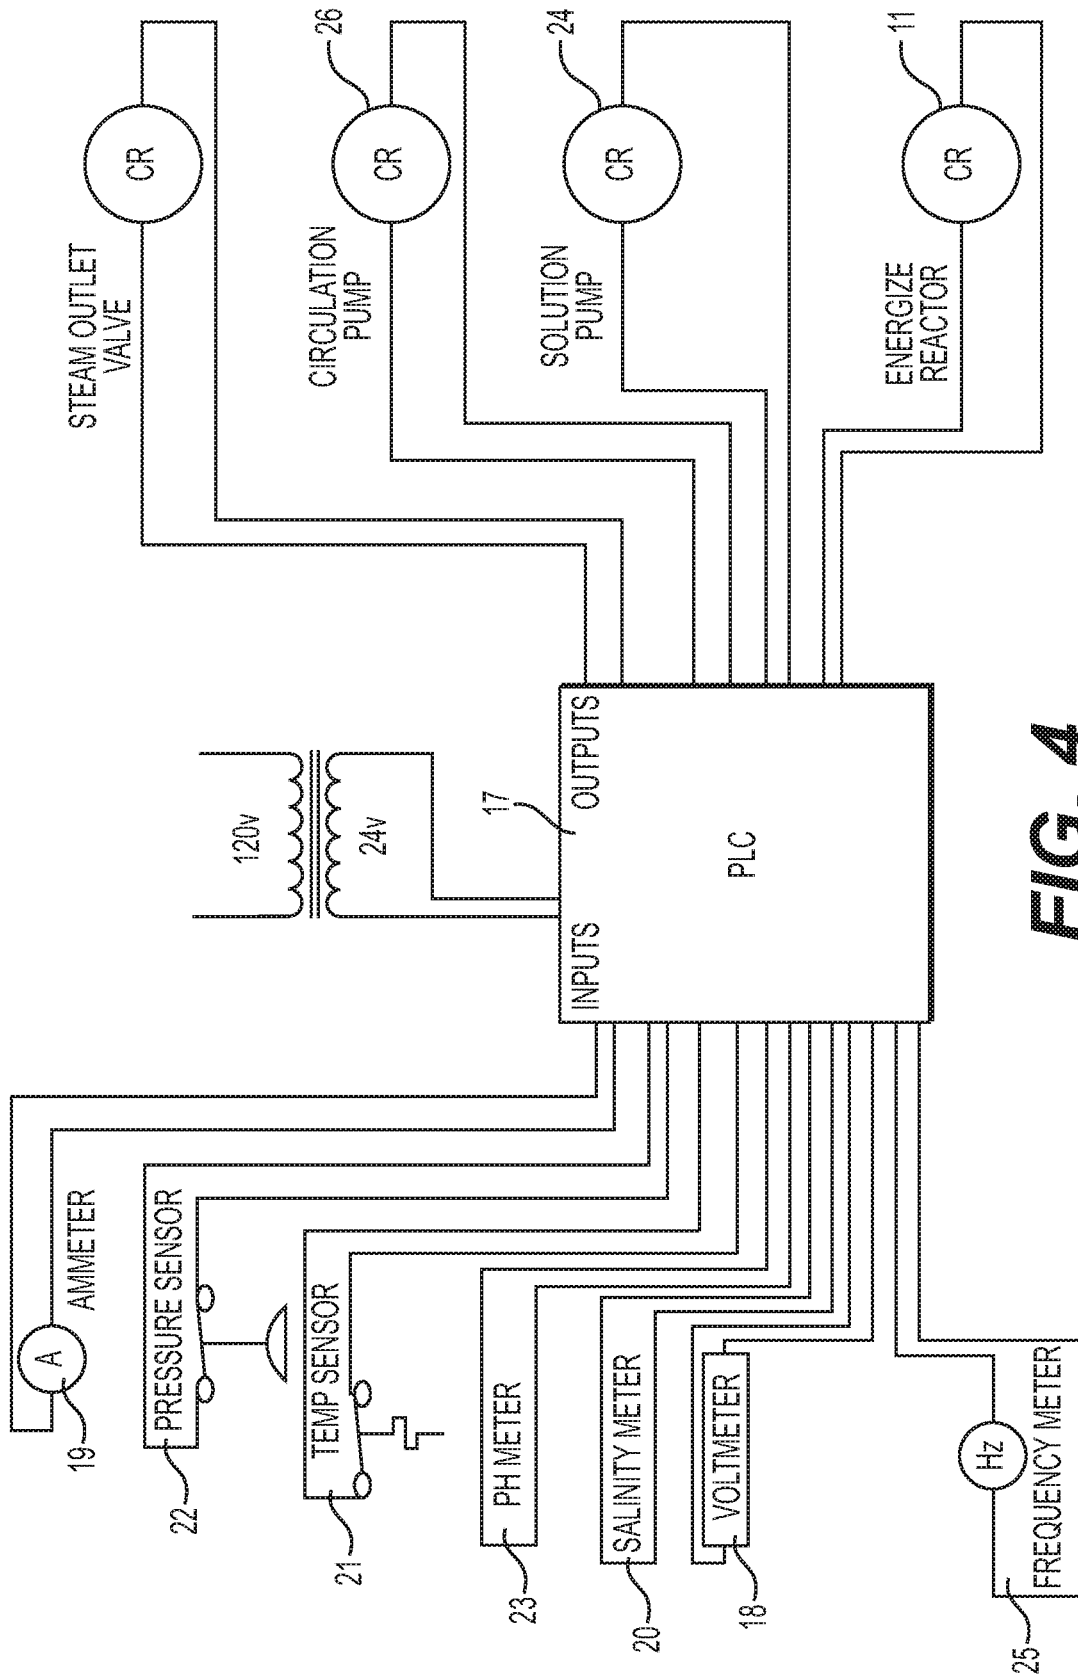 19
A
AMMETER
22
PRESSURE SENSOR
21
TEMP SENSOR
23
PH METER
20
SALINITY METER
18
VOLTMETER
25
Hz
FREQUENCY METER
120v
24v
17
INPUTS
OUTPUTS
PLC
STEAM OUTLET
VALVE
CR
CIRCULATION
PUMP
CR
26
SOLUTION
PUMP
CR
24
ENERGIZE
REACTOR
CR
11
FIG. 4